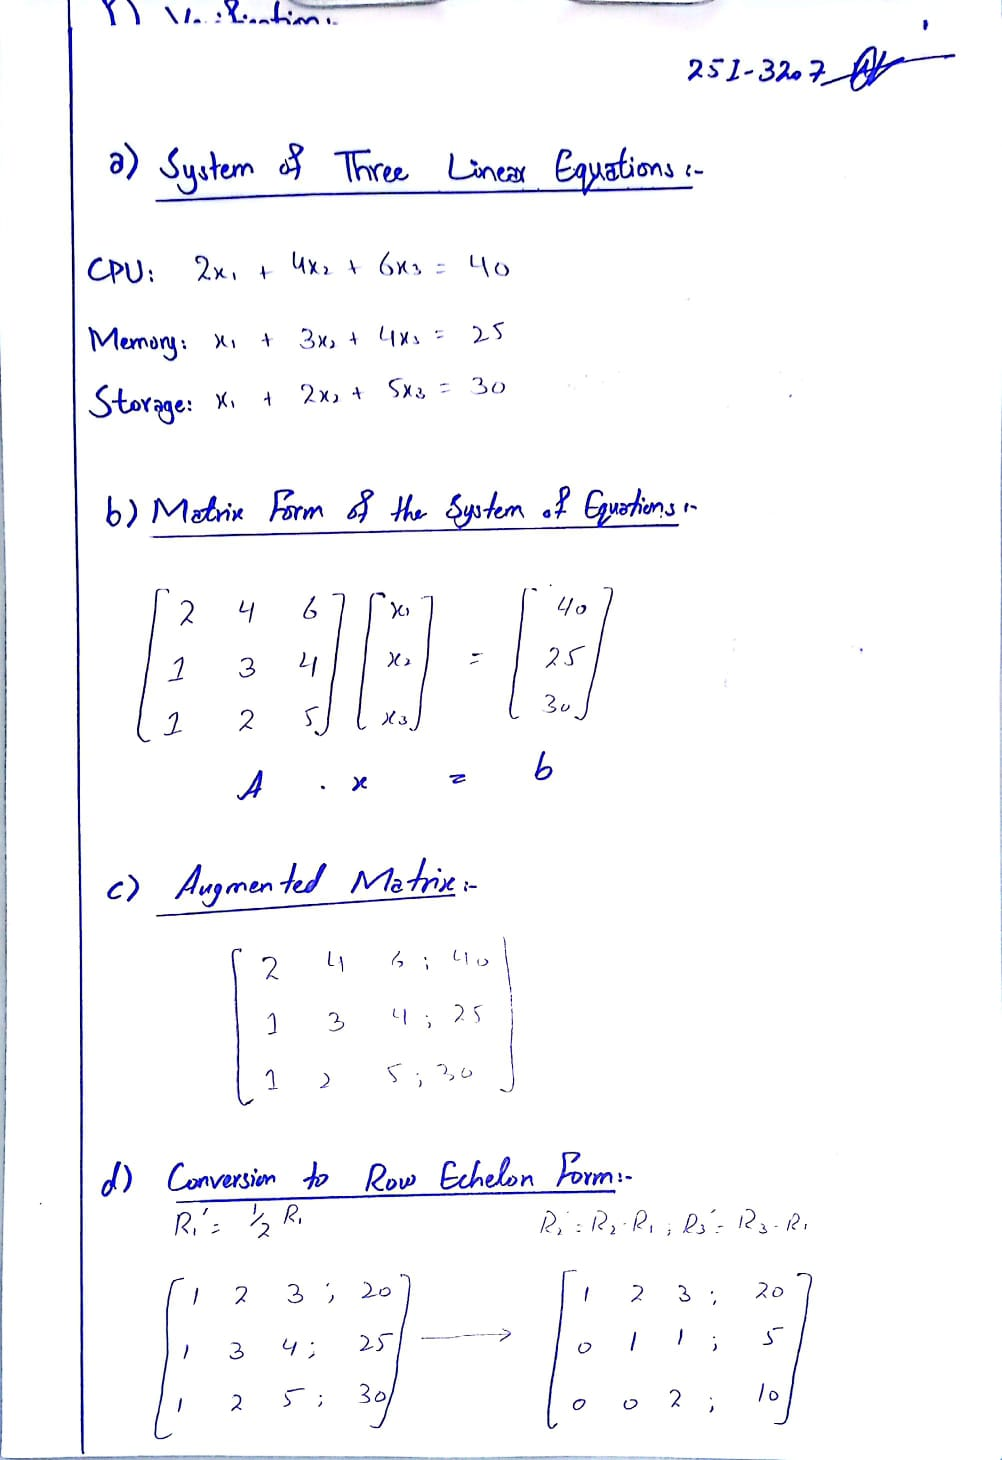 251-3207
a) System of Three Linear Equations :-
CPU: 2x₁ + 4x₂ + 6x₃ = 40
Memory: x₁ + 3x₂ + 4x₃ = 25
Storage: x₁ + 2x₂ + 5x₃ = 30
b) Matrix Form of the System of Equations :-
[ 2 4 6 ] [ x₁ ] = [ 40 ]
[ 1 3 4 ] [ x₂ ] = [ 25 ]
[ 1 2 5 ] [ x₃ ] = [ 30 ]
A . x = b
c) Augmented Matrix :-
[ 2 4 6 ; 40 ]
[ 1 3 4 ; 25 ]
[ 1 2 5 ; 30 ]
d) Conversion to Row Echelon Form:-
R₁' = ½ R₁ R₂' = R₂ - R₁ ; R₃' = R₃ - R₁
[ 1 2 3 ; 20 ] → [ 1 2 3 ; 20 ]
[ 1 3 4 ; 25 ] [ 0 1 1 ; 5 ]
[ 1 2 5 ; 30 ] [ 0 0 2 ; 10 ]